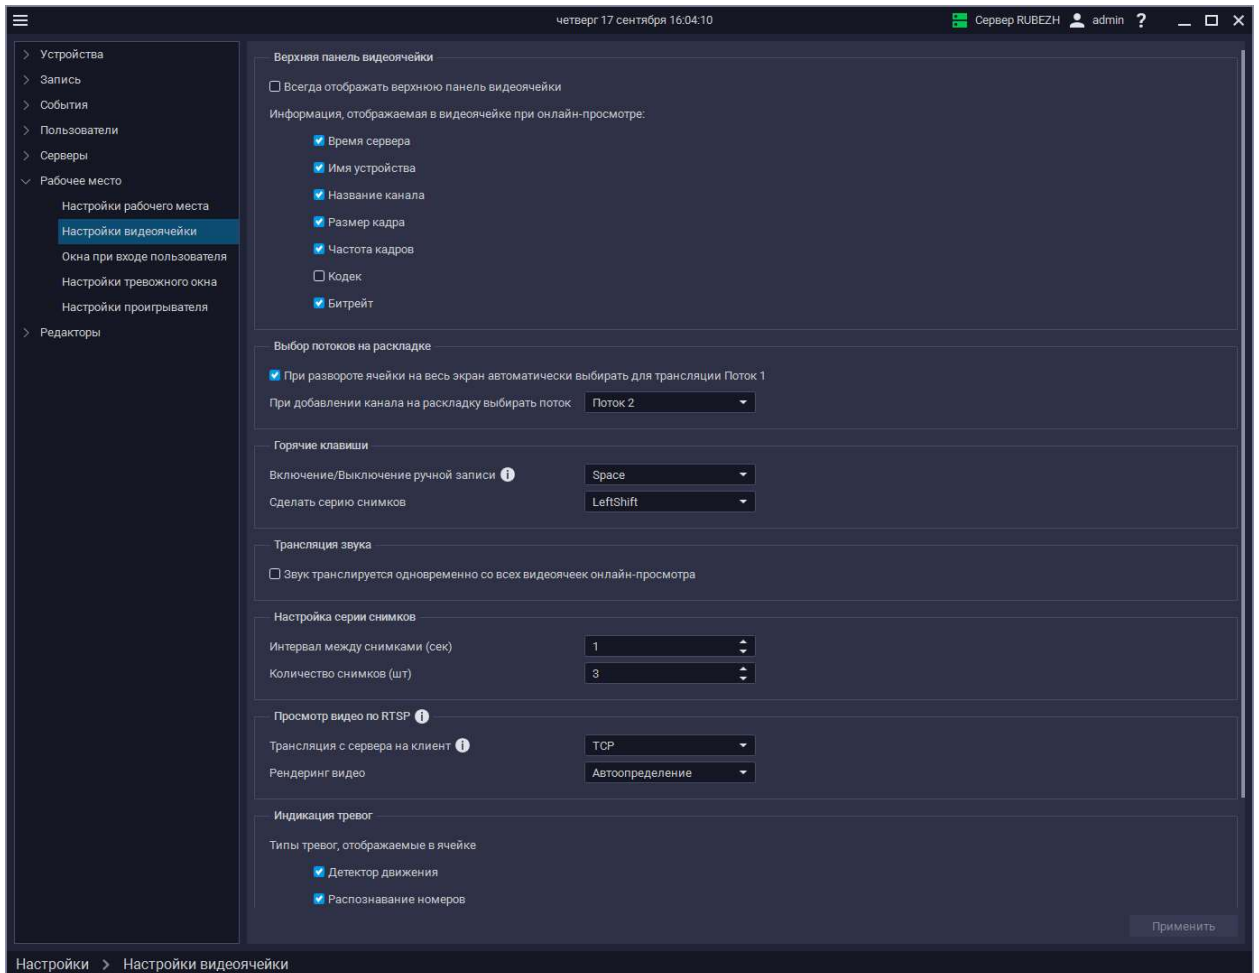 четверг 17 сентября 16:04:10
Сервер RUBEZH
admin
?
Устройства
Запись
События
Пользователи
Серверы
Рабочее место
Настройки рабочего места
Настройки видеоячейки
Окна при входе пользователя
Настройки тревожного окна
Настройки проигрывателя
Редакторы
Верхняя панель видеоячейки
Всегда отображать верхнюю панель видеоячейки
Информация, отображаемая в видеоячейке при онлайн-просмотре:
Время сервера
Имя устройства
Название канала
Размер кадра
Частота кадров
Кодек
Битрейт
Выбор потоков на раскладке
При развороте ячейки на весь экран автоматически выбирать для трансляции Поток 1
При добавлении канала на раскладку выбирать поток Поток 2
Горячие клавиши
Включение/Выключение ручной записи Space
Сделать серию снимков LeftShift
Трансляция звука
Звук транслируется одновременно со всех видеоячеек онлайн-просмотра
Настройка серии снимков
Интервал между снимками (сек) 1
Количество снимков (шт) 3
Просмотр видео по RTSP
Трансляция с сервера на клиент TCP
Рендеринг видео Автоопределение
Индикация тревог
Типы тревог, отображаемые в ячейке
Детектор движения
Распознавание номеров
Применить
Настройки > Настройки видеоячейки